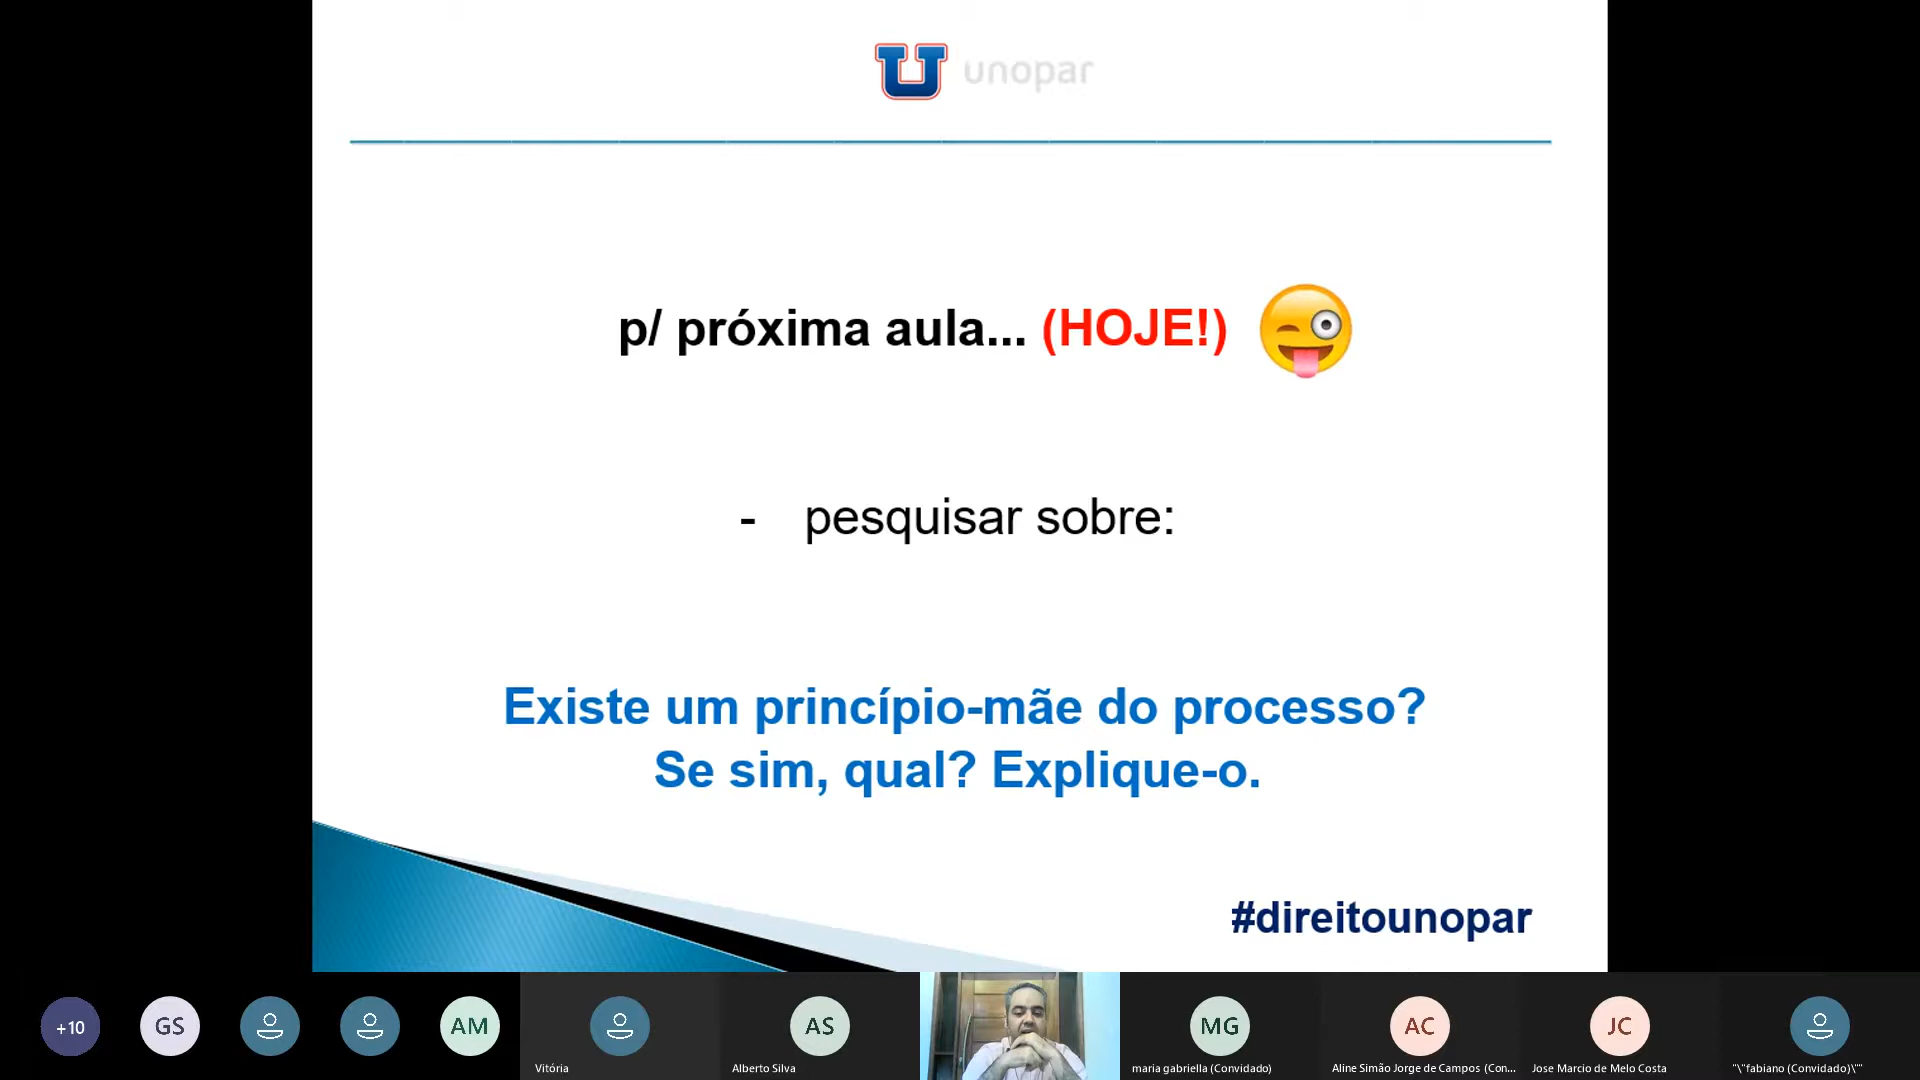 unopar
p/ próxima aula... (HOJE!)
- pesquisar sobre:
Existe um princípio-mãe do processo?
Se sim, qual? Explique-o.
#direitounopar
+10
GS
AM
AS
MG
AC
JC
Vitória
Alberto Silva
maria gabriella (Convidado)
Aline Simão Jorge de Campos (Con...
Jose Marcio de Melo Costa
"\"fabiano (Convidado)\""